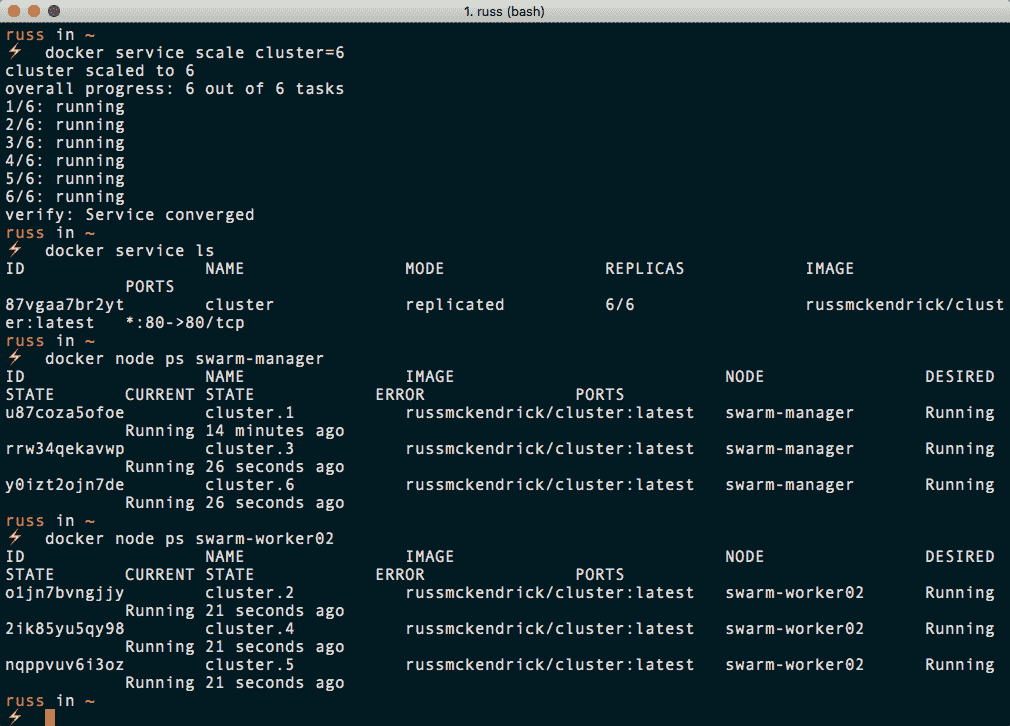 1. russ (bash)
russ in ~
⚡ docker service scale cluster=6
cluster scaled to 6
overall progress: 6 out of 6 tasks
1/6: running
2/6: running
3/6: running
4/6: running
5/6: running
6/6: running
verify: Service converged
russ in ~
⚡ docker service ls
ID NAME MODE REPLICAS IMAGE
PORTS
87vgaa7br2yt cluster replicated 6/6 russmckendrick/clust
er:latest *:80->80/tcp
russ in ~
⚡ docker node ps swarm-manager
ID NAME IMAGE NODE DESIRED
STATE CURRENT STATE ERROR PORTS
u87coza5ofoe cluster.1 russmckendrick/cluster:latest swarm-manager Running
Running 14 minutes ago
rrw34qekavwp cluster.3 russmckendrick/cluster:latest swarm-manager Running
Running 26 seconds ago
y0izt2ojn7de cluster.6 russmckendrick/cluster:latest swarm-manager Running
Running 26 seconds ago
russ in ~
⚡ docker node ps swarm-worker02
ID NAME IMAGE NODE DESIRED
STATE CURRENT STATE ERROR PORTS
o1jn7bvngjjy cluster.2 russmckendrick/cluster:latest swarm-worker02 Running
Running 21 seconds ago
2ik85yu5qy98 cluster.4 russmckendrick/cluster:latest swarm-worker02 Running
Running 21 seconds ago
nqppvuv6i3oz cluster.5 russmckendrick/cluster:latest swarm-worker02 Running
Running 21 seconds ago
russ in ~
⚡